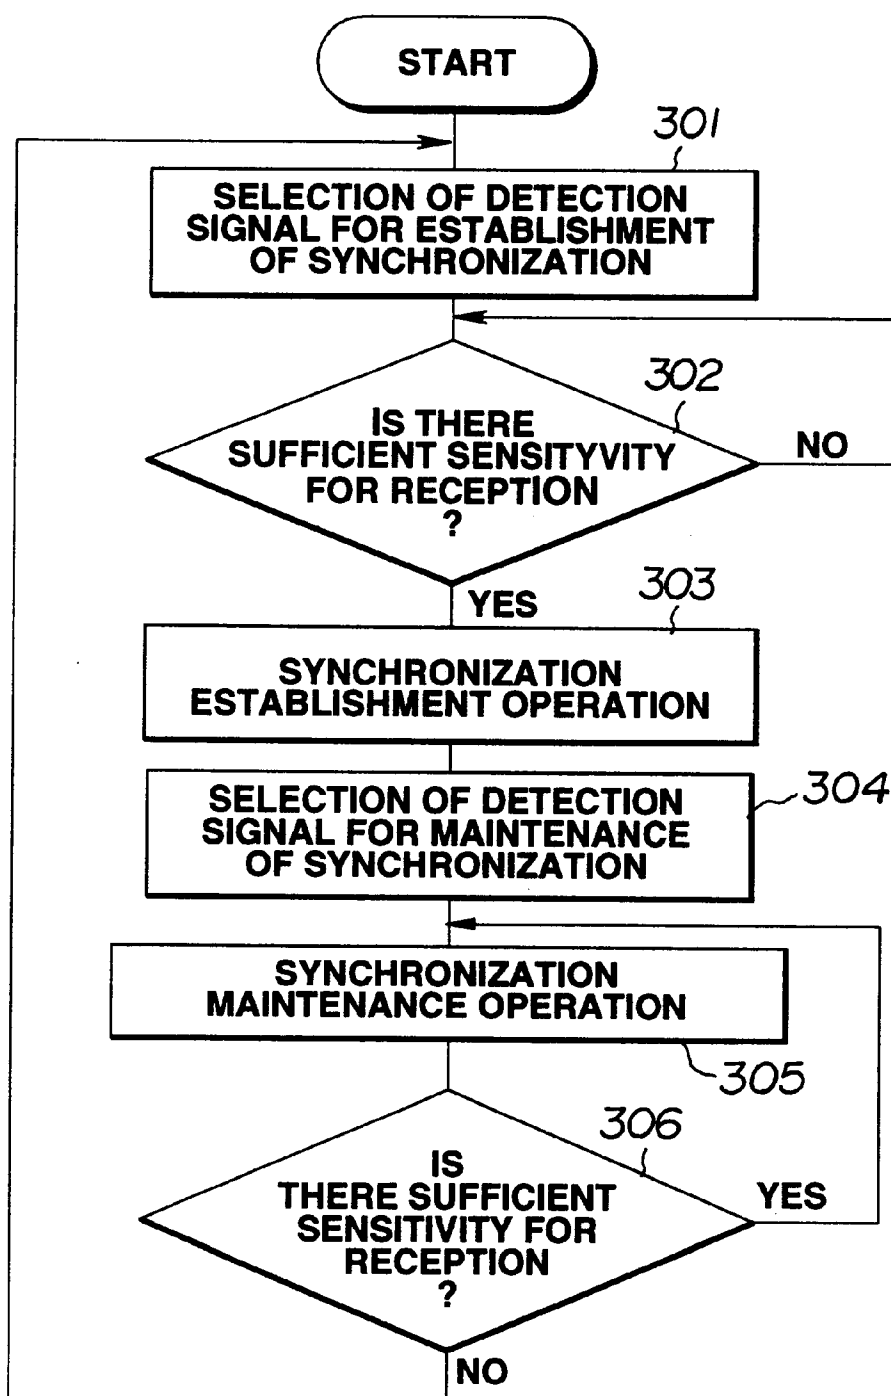 START
301
SELECTION OF DETECTION
SIGNAL FOR ESTABLISHMENT
OF SYNCHRONIZATION
302
IS THERE
SUFFICIENT SENSITYVITY
FOR RECEPTION
?
NO
YES
303
SYNCHRONIZATION
ESTABLISHMENT OPERATION
304
SELECTION OF DETECTION
SIGNAL FOR MAINTENANCE
OF SYNCHRONIZATION
SYNCHRONIZATION
MAINTENANCE OPERATION
305
306
IS
THERE SUFFICIENT
SENSITIVITY FOR
RECEPTION
?
YES
NO